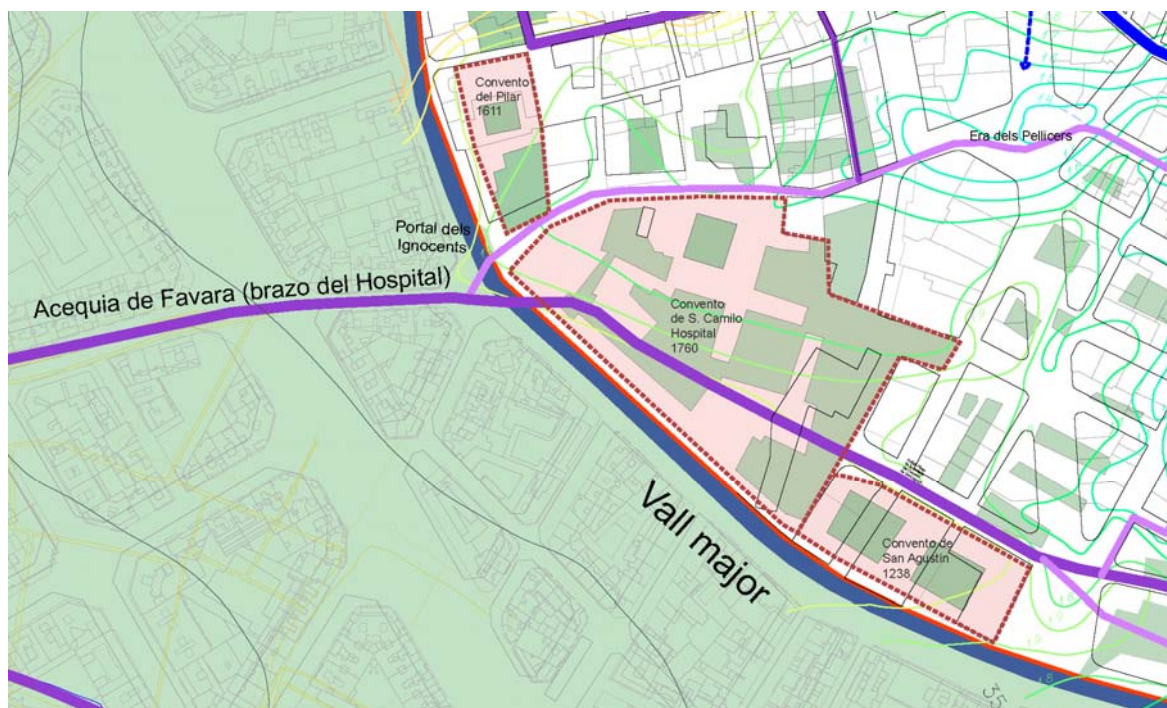 Convento
del Pilar
1611
Era dels Pellicers
Portal dels
Ignocents
Acequia de Favara (brazo del Hospital)
Convento
de S. Camilo
Hospital
1760
Vall major
Convento de
San Agustín
1238
35